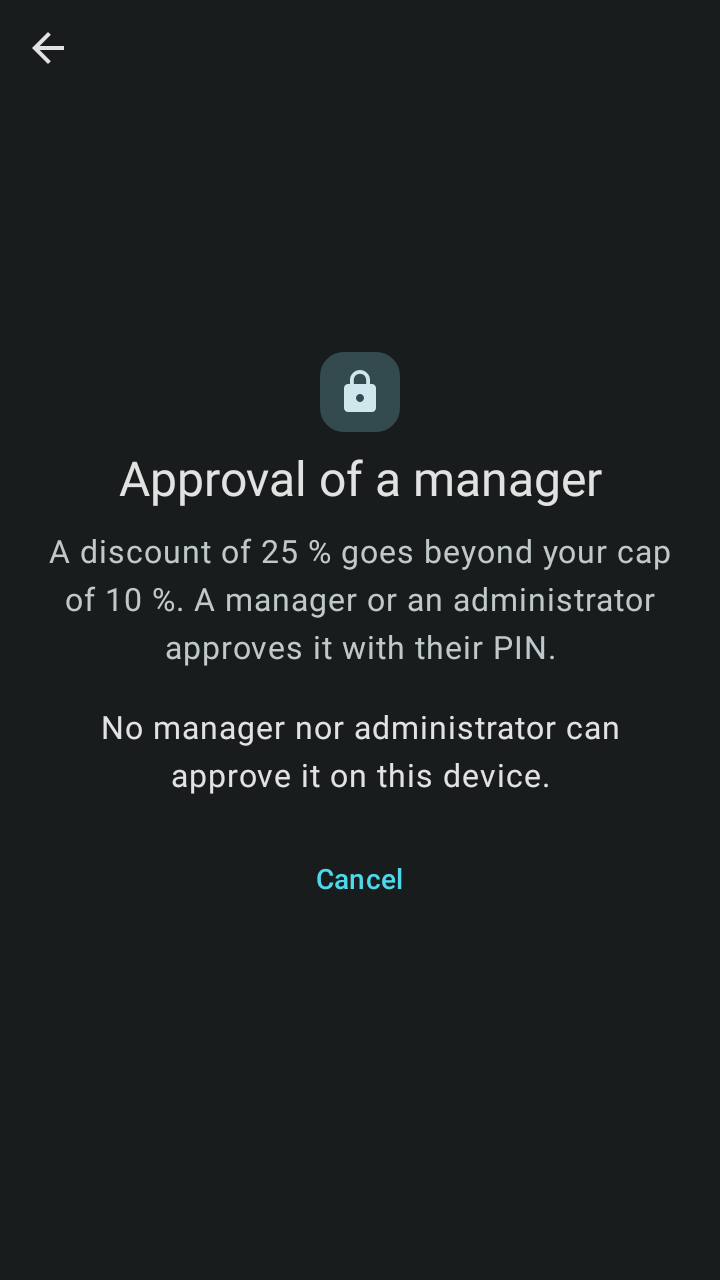 Approval of a manager
A discount of 25 % goes beyond your cap
of 10 %. A manager or an administrator
approves it with their PIN.
No manager nor administrator can
approve it on this device.
Cancel